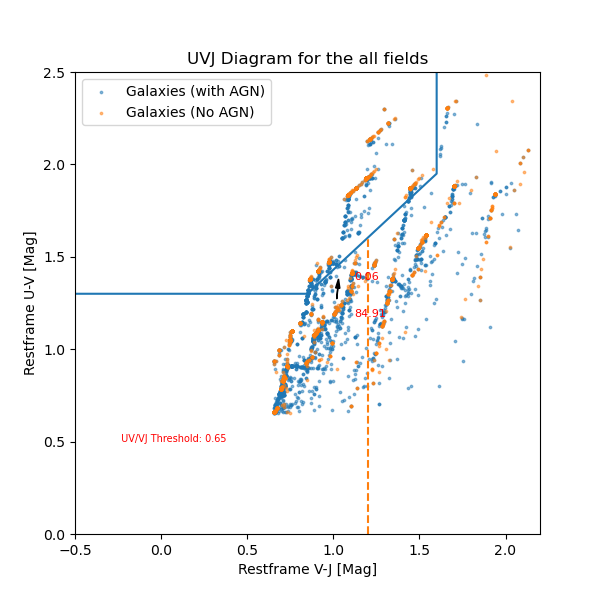 UVJ Diagram for the all fields
2.5
Galaxies (with AGN)
Galaxies (No AGN)
2.0
1.5
0.06
84.91
1.0
0.5
UV/VJ Threshold: 0.65
0.0
−0.5 0.0 0.5 1.0 1.5 2.0
Restframe V-J [Mag]
Restframe U-V [Mag]